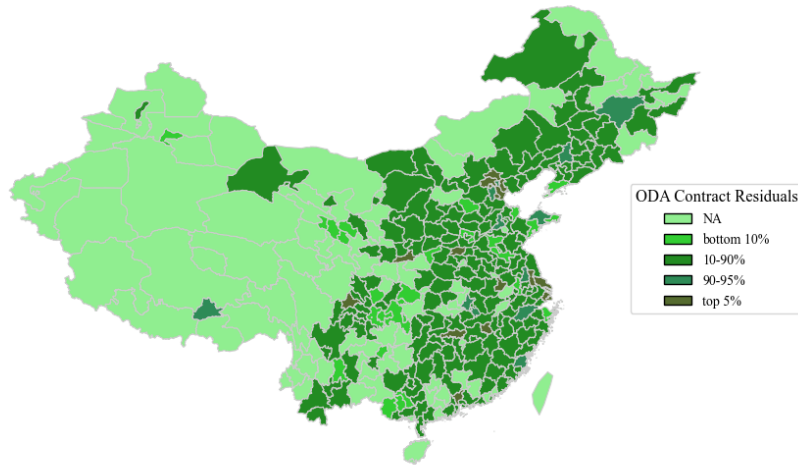 ODA Contract Residuals
NA
bottom 10%
10-90%
90-95%
top 5%